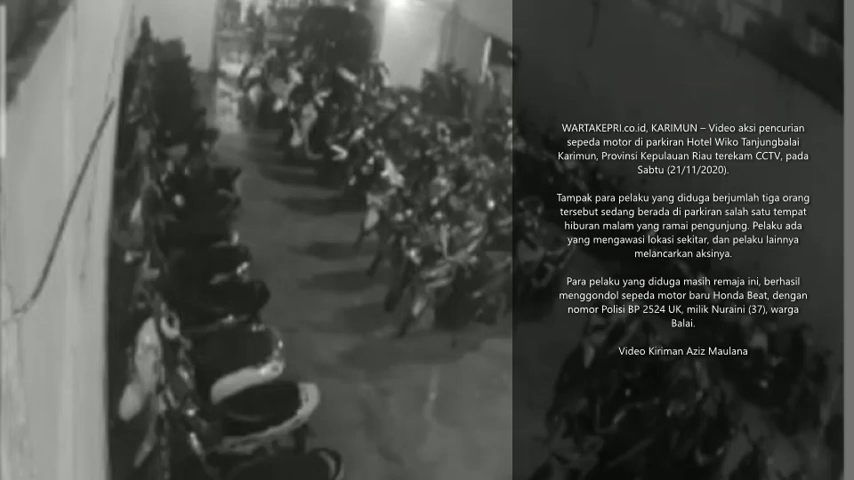 WARTAKEPRI.co.id, KARIMUN – Video aksi pencurian
sepeda motor di parkiran Hotel Wiko Tanjungbalai
Karimun, Provinsi Kepulauan Riau terekam CCTV, pada
Sabtu (21/11/2020).
Tampak para pelaku yang diduga berjumlah tiga orang
tersebut sedang berada di parkiran salah satu tempat
hiburan malam yang ramai pengunjung. Pelaku ada
yang mengawasi lokasi sekitar, dan pelaku lainnya
melancarkan aksinya.
Para pelaku yang diduga masih remaja ini, berhasil
menggondol sepeda motor baru Honda Beat, dengan
nomor Polisi BP 2524 UK, milik Nuraini (37), warga
Balai.
Video Kiriman Aziz Maulana